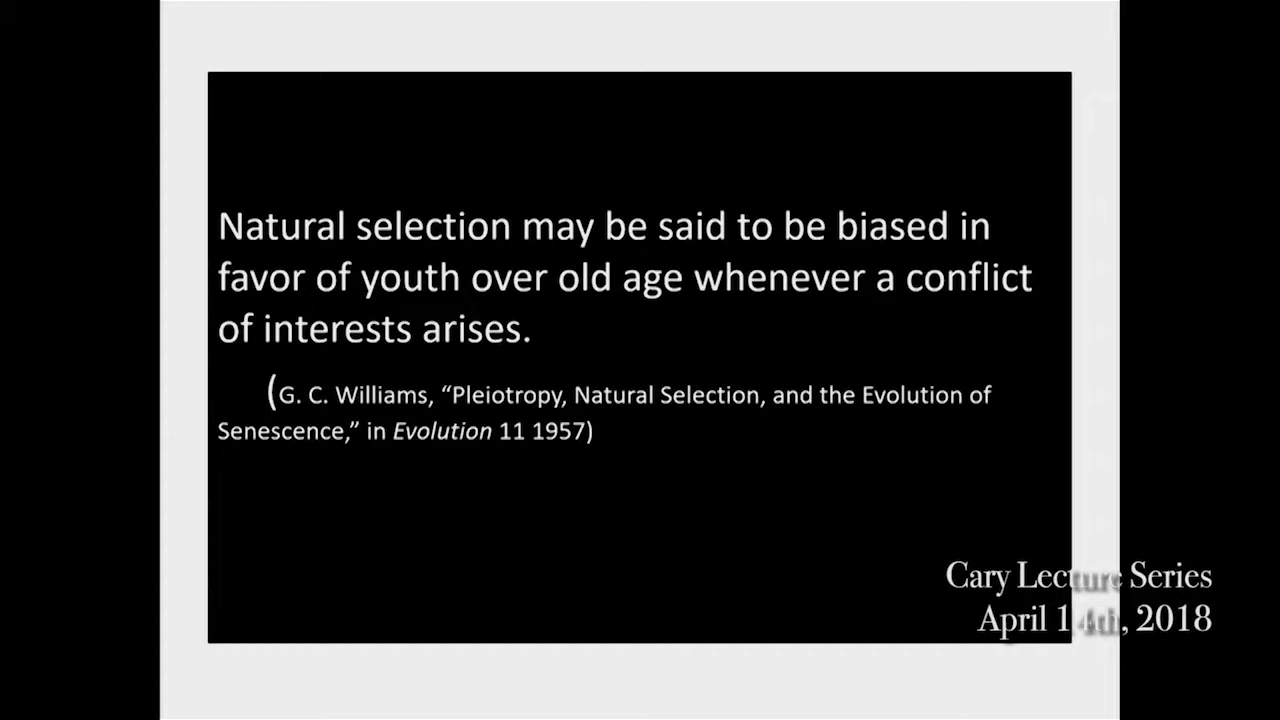 Natural selection may be said to be biased in
favor of youth over old age whenever a conflict
of interests arises.
(G. C. Williams, “Pleiotropy, Natural Selection, and the Evolution of
Senescence,” in Evolution 11 1957)
Cary Lecture Series
April 14th, 2018